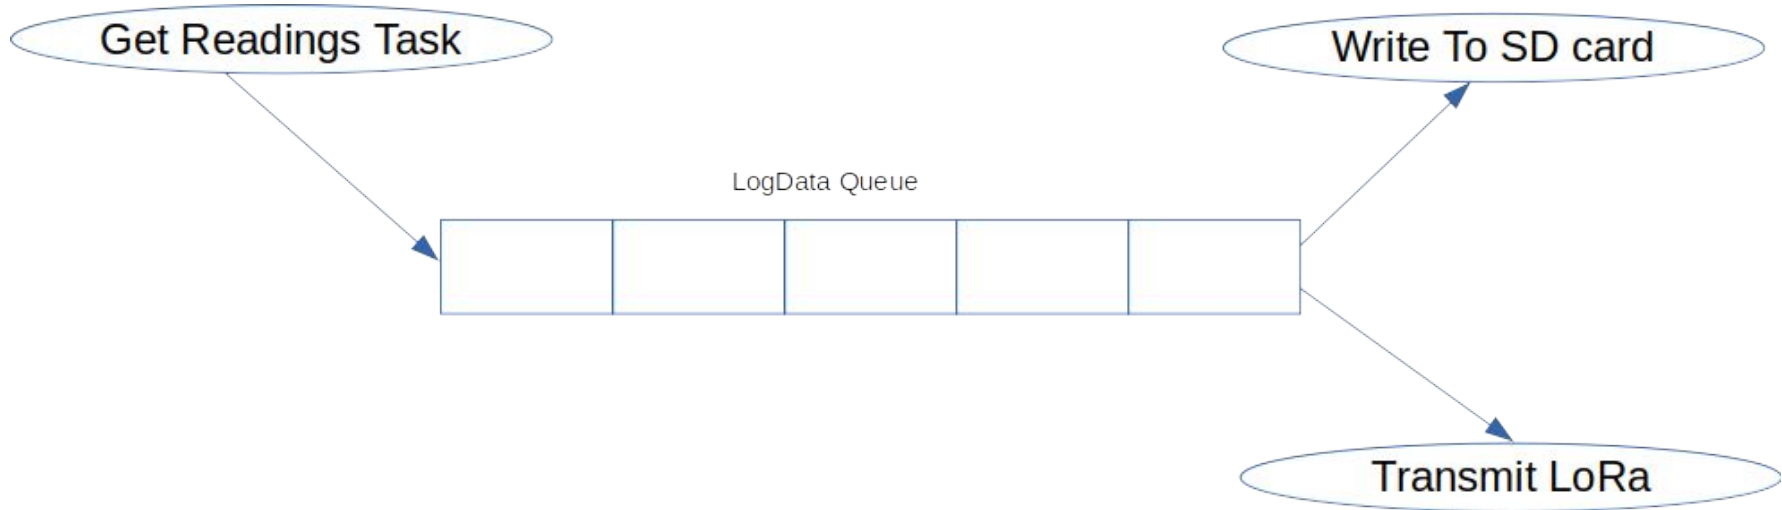 Get Readings Task
Write To SD card
LogData Queue
Transmit LoRa